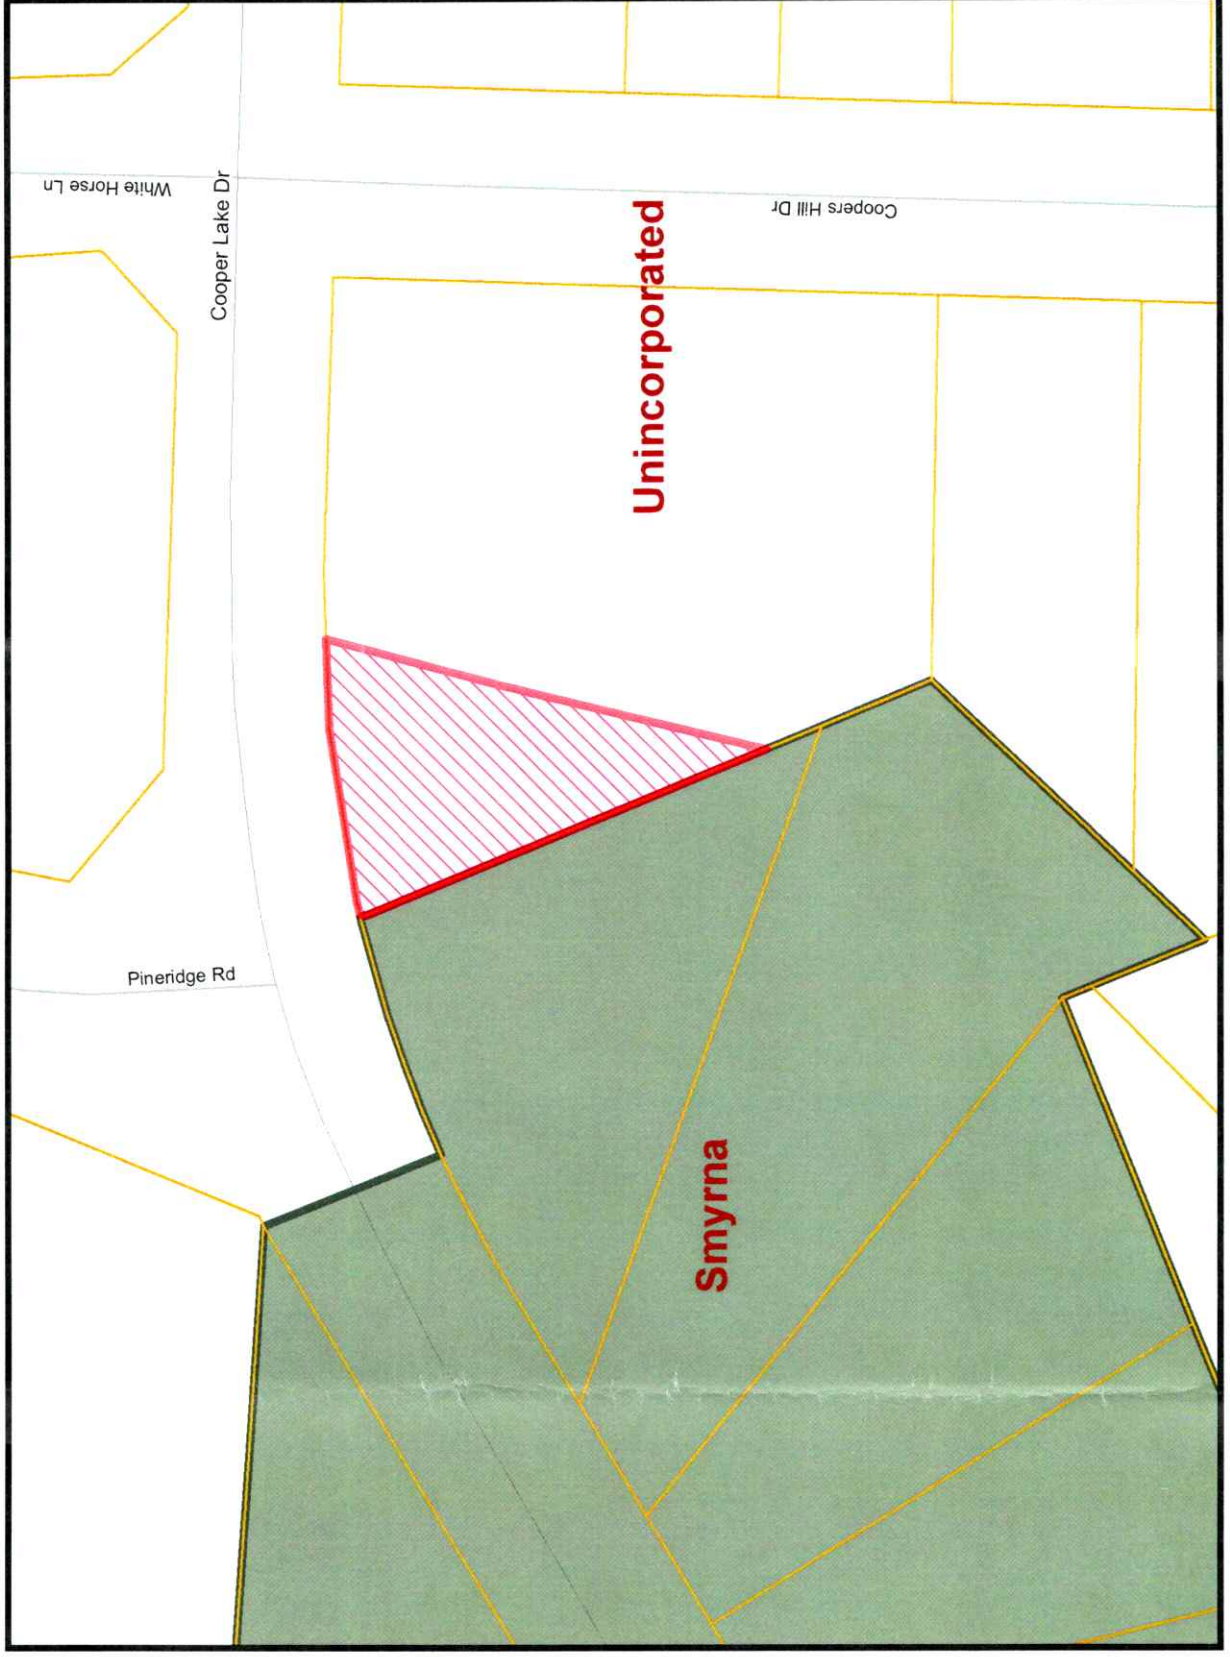 White Horse Ln
Cooper Lake Dr
Coopers Hill Dr
Unincorporated
Pineridge Rd
Smyrna